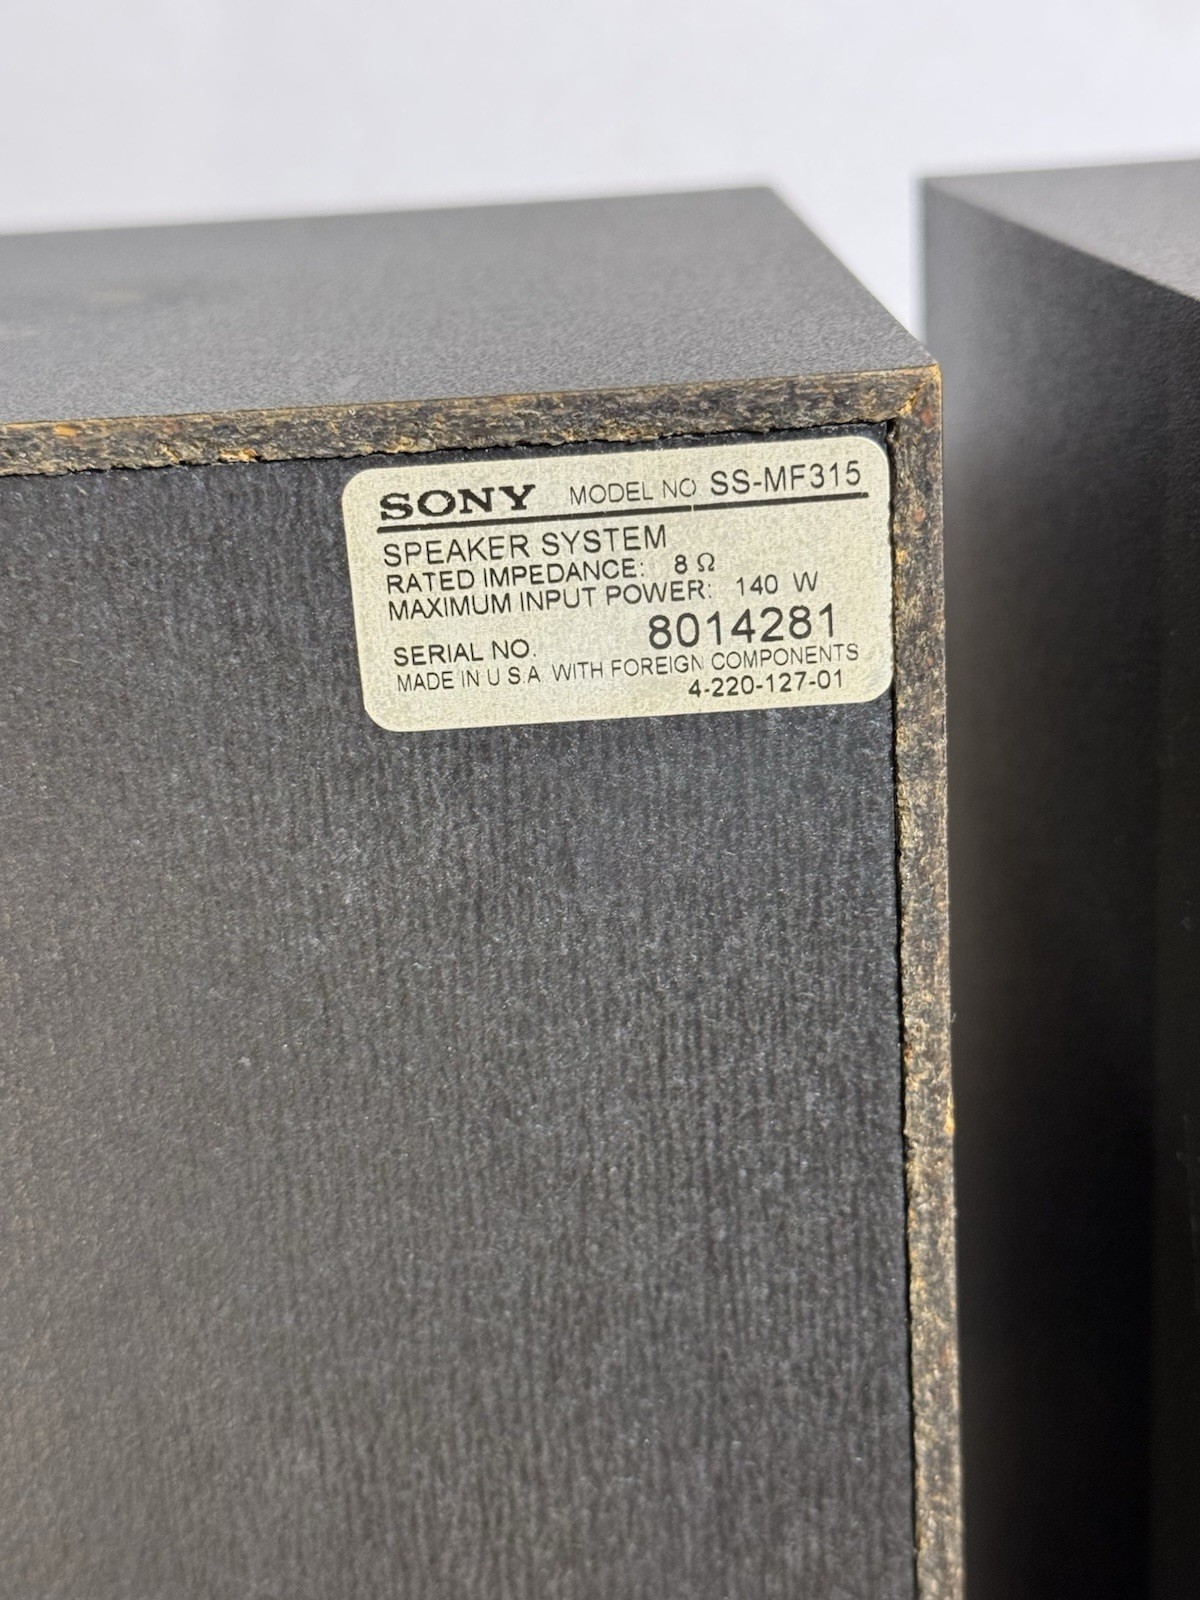 SONY MODEL NO SS-MF315
SPEAKER SYSTEM
RATED IMPEDANCE: 8 Ω
MAXIMUM INPUT POWER: 140 W
SERIAL NO. 8014281
MADE IN U S.A WITH FOREIGN COMPONENTS
4-220-127-01